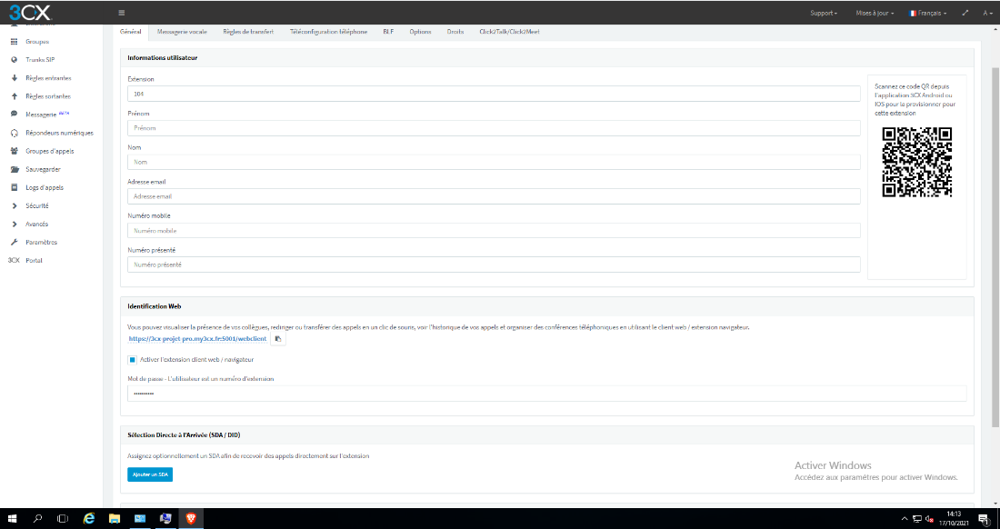 3CX
Support
Mises à jour
Français
A
Groupes
Trunks SIP
Règles entrantes
Règles sortantes
Messagerie BETA
Répondeurs numériques
Groupes d'appels
Sauvegarder
Logs d'appels
Sécurité
Avancés
Paramètres
3CX Portal
Général
Messagerie vocale
Règles de transfert
Téléconfiguration téléphone
BLF
Options
Droits
Click2Talk/Click2Meet
Informations utilisateur
Extension
104
Prénom
Prénom
Nom
Nom
Adresse email
Adresse email
Numéro mobile
Numéro mobile
Numéro présenté
Numéro présenté
Scannez ce code QR depuis
l'application 3CX Android ou
iOS pour la provisionner pour
cette extension
Identification Web
Vous pouvez visualiser la présence de vos collègues, rediriger ou transférer des appels en un clic de souris, voir l'historique de vos appels et organiser des conférences téléphoniques en utilisant le client web / extension navigateur.
https://3cx-projet-pro.my3cx.fr:5001/webclient
Activer l'extension client web / navigateur
Mot de passe - L'utilisateur est un numéro d'extension
••••••••••
Sélection Directe à l'Arrivée (SDA / DID)
Assignez optionnellement un SDA afin de recevoir des appels directement sur l'extension
Ajouter un SDA
Activer Windows
Accédez aux paramètres pour activer Windows.
14:13
17/10/2021
1